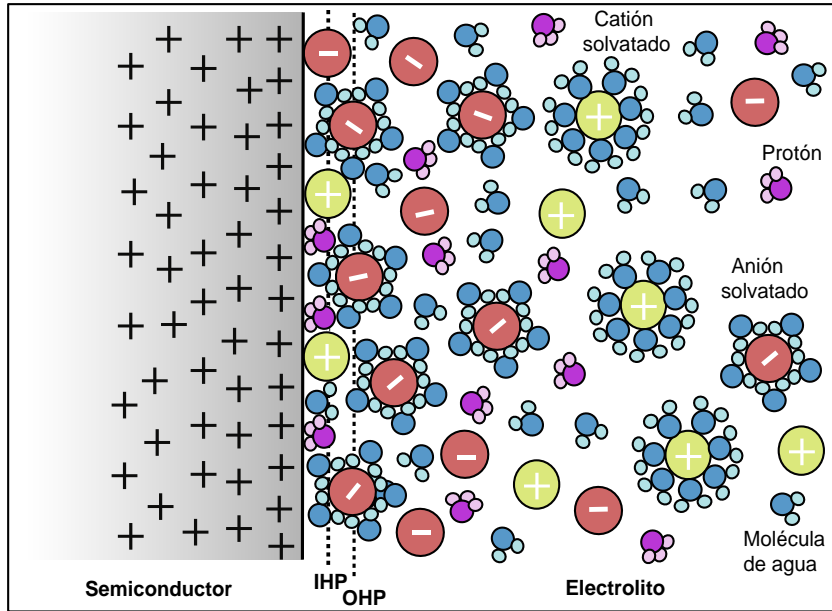 Catión
solvatado
Protón
Anión
solvatado
Molécula
de agua
Semiconductor
IHP
OHP
Electrolito